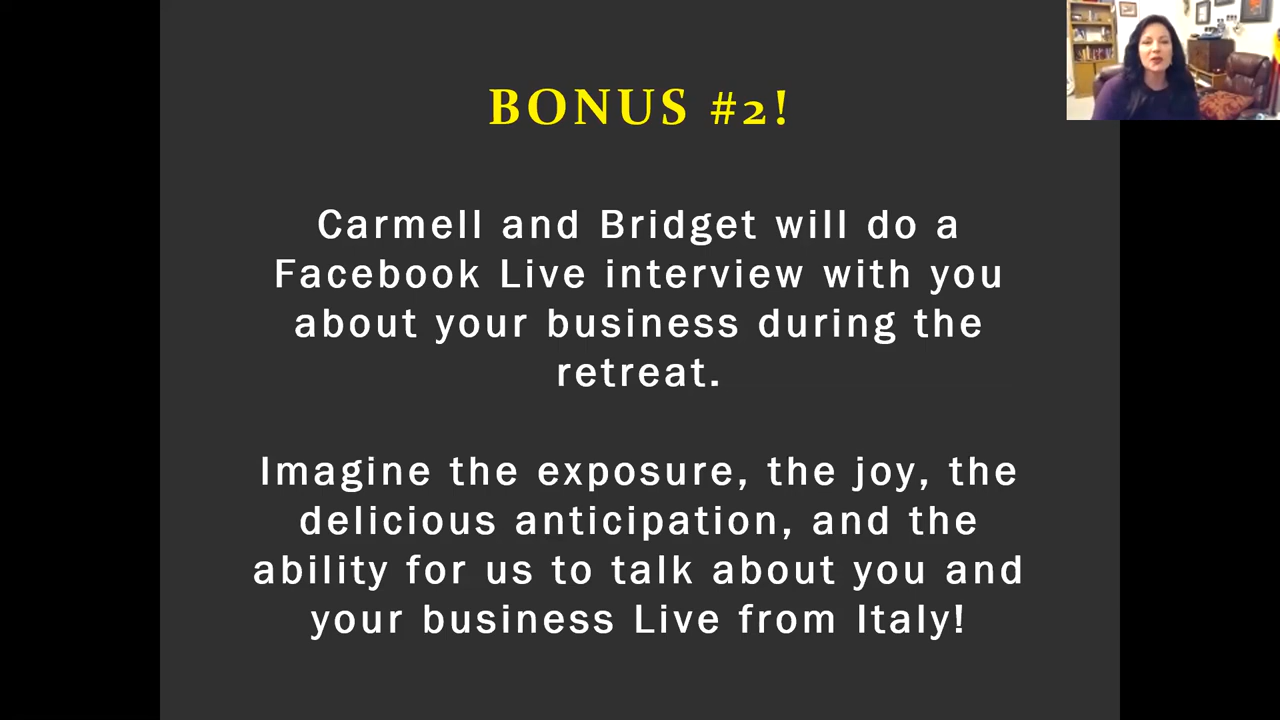 BONUS #2!
Carmell and Bridget will do a
Facebook Live interview with you
about your business during the
retreat.
Imagine the exposure, the joy, the
delicious anticipation, and the
ability for us to talk about you and
your business Live from Italy!